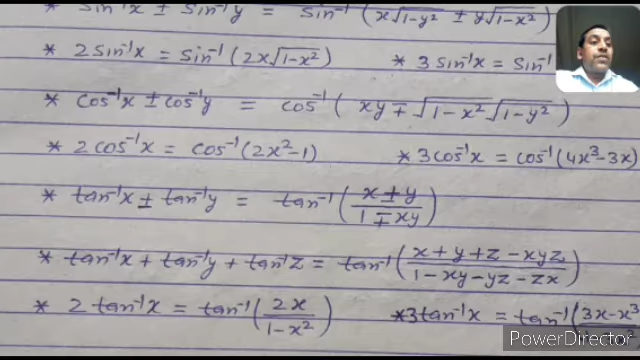 * sin⁻¹x ± sin⁻¹y = sin⁻¹(x√1-y² ± y√1-x²)
* 2 sin⁻¹x = sin⁻¹(2x√1-x²) * 3 sin⁻¹x = sin⁻¹
* cos⁻¹x ± cos⁻¹y = cos⁻¹(xy ∓ √1-x² √1-y²)
* 2 cos⁻¹x = cos⁻¹(2x²-1) * 3cos⁻¹x = cos⁻¹(4x³-3x)
* tan⁻¹x ± tan⁻¹y = tan⁻¹((x±y)/(1∓xy))
* tan⁻¹x + tan⁻¹y + tan⁻¹z = tan⁻¹((x+y+z-xyz)/(1-xy-yz-zx))
* 2 tan⁻¹x = tan⁻¹(2x/(1-x²)) * 3tan⁻¹x = tan⁻¹(3x-x³
PowerDirector